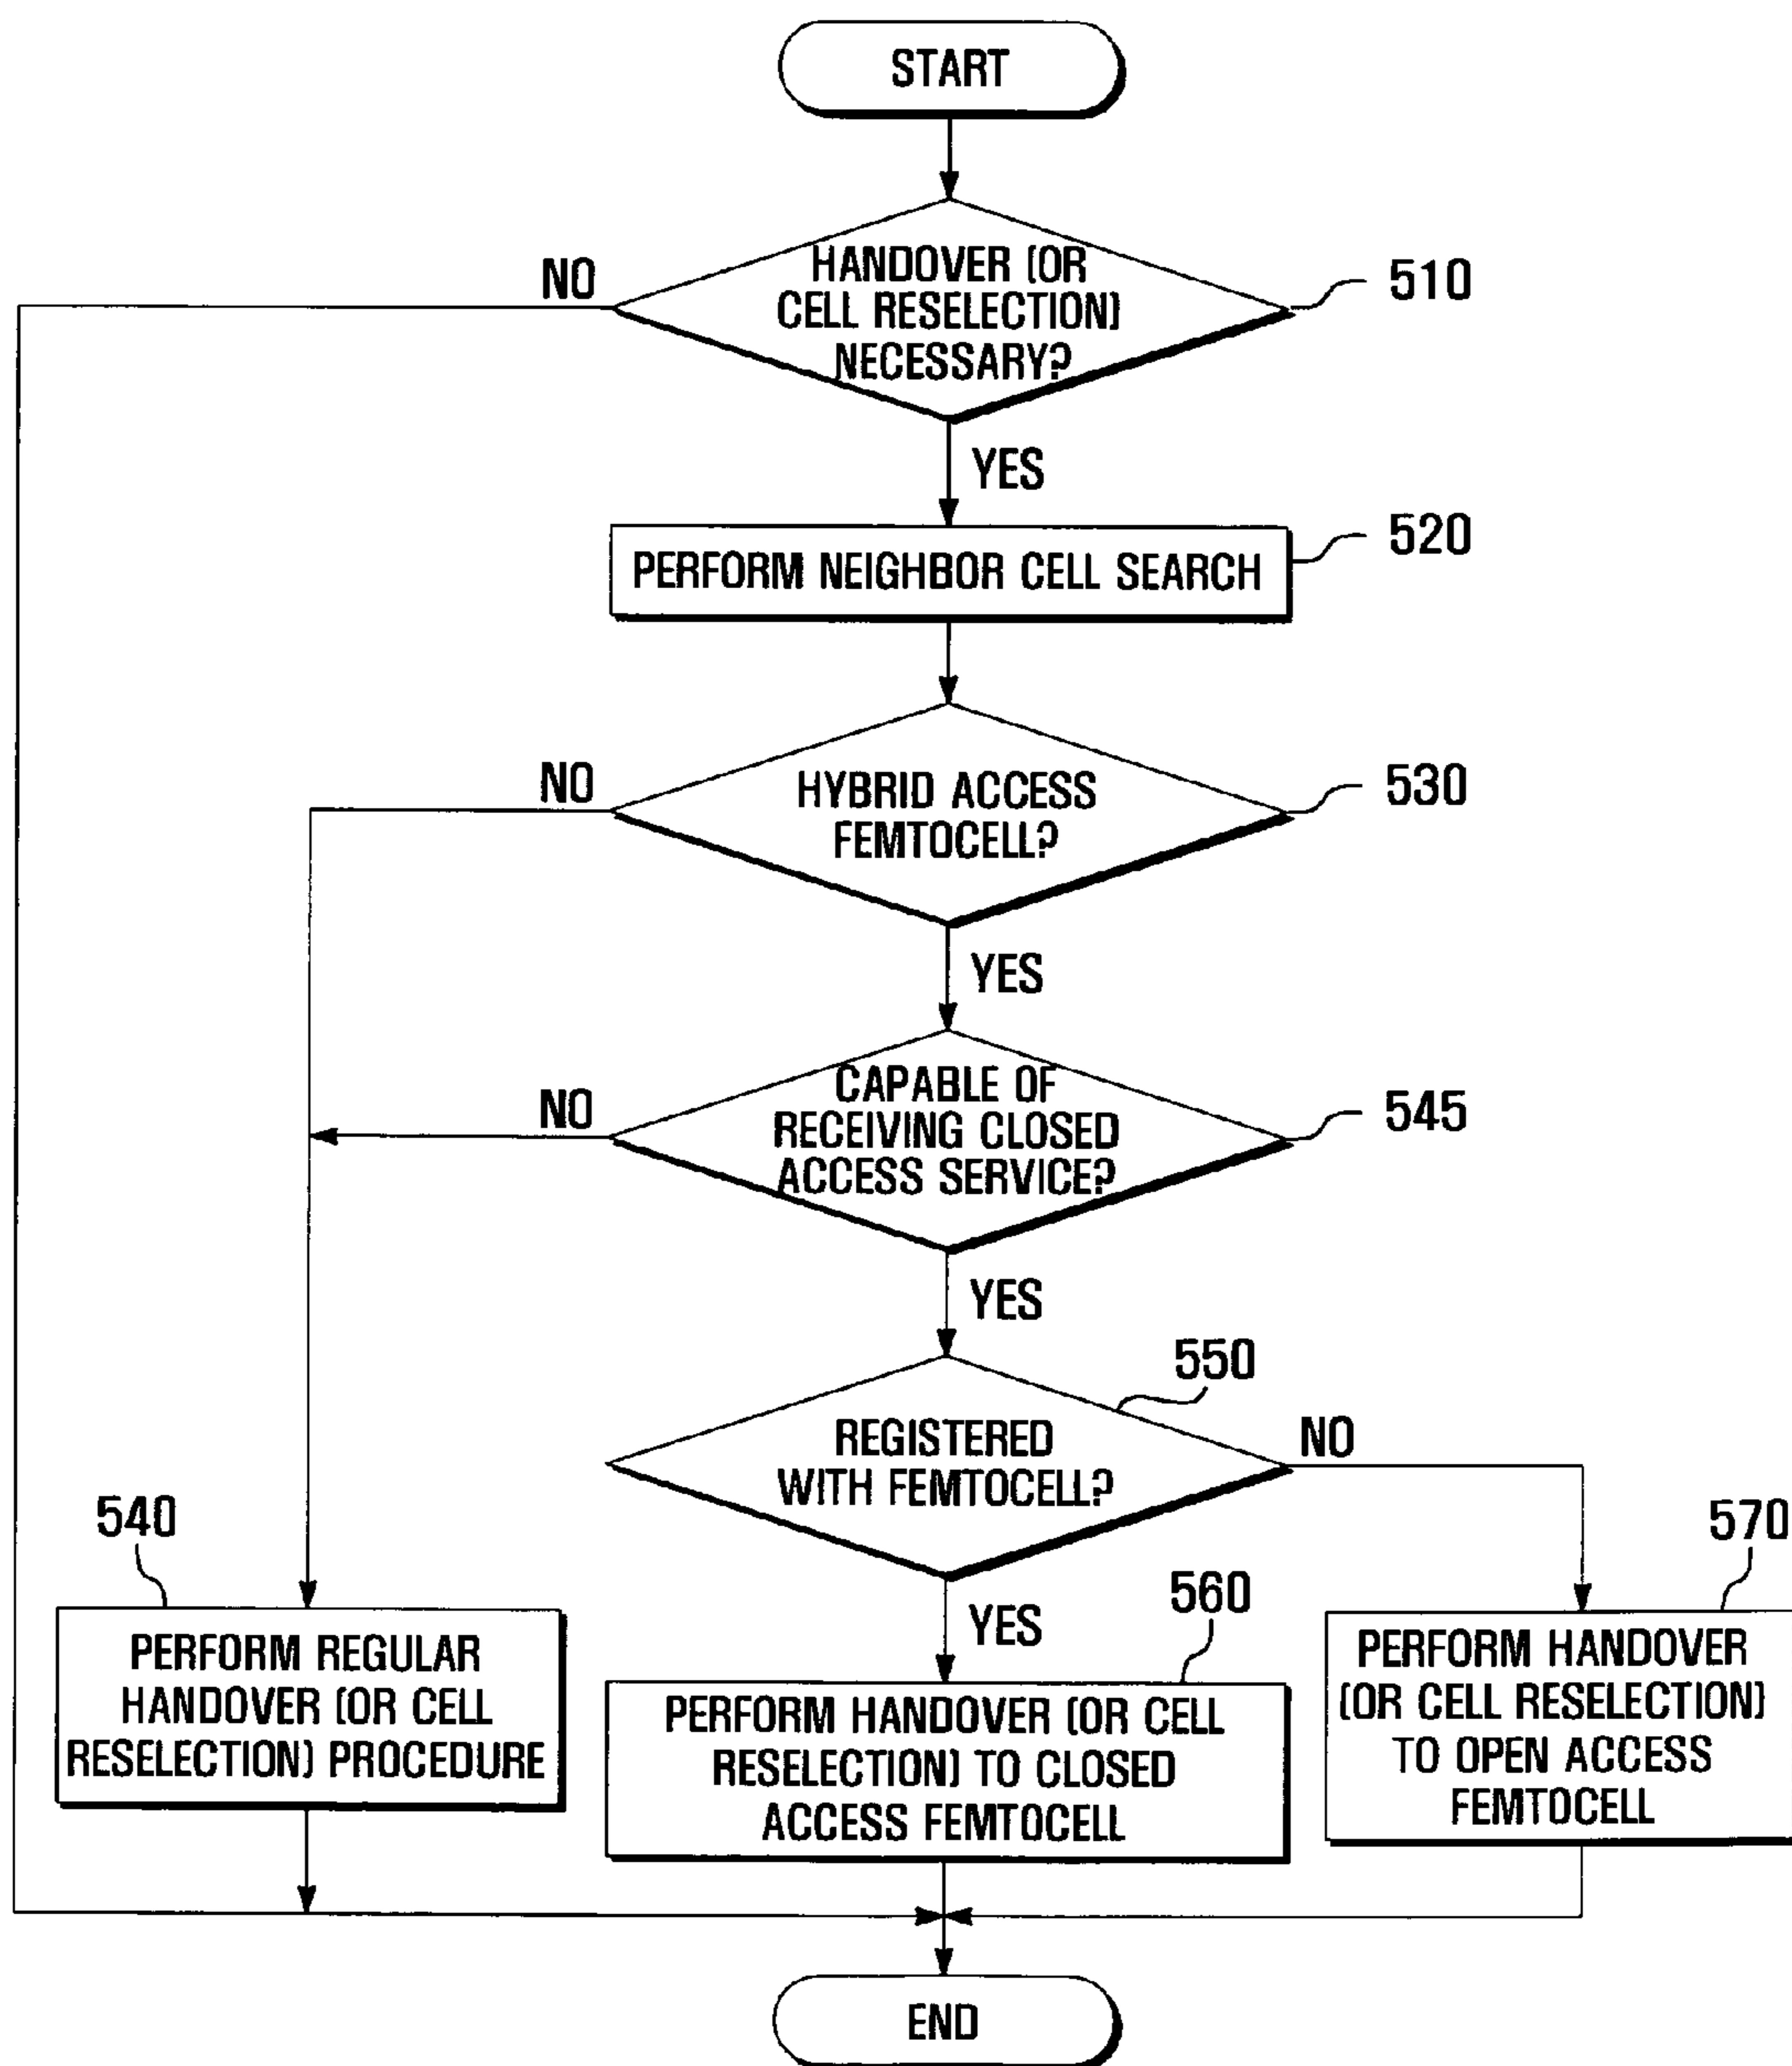 START
HANDOVER (OR
CELL RESELECTION)
NECESSARY?
510
NO
YES
PERFORM NEIGHBOR CELL SEARCH
520
HYBRID ACCESS
FEMTOCELL?
530
NO
YES
CAPABLE OF
RECEIVING CLOSED
ACCESS SERVICE?
545
NO
YES
550
REGISTERED
WITH FEMTOCELL?
NO
YES
540
PERFORM REGULAR
HANDOVER (OR CELL
RESELECTION) PROCEDURE
560
PERFORM HANDOVER (OR CELL
RESELECTION) TO CLOSED
ACCESS FEMTOCELL
570
PERFORM HANDOVER
(OR CELL RESELECTION)
TO OPEN ACCESS
FEMTOCELL
END